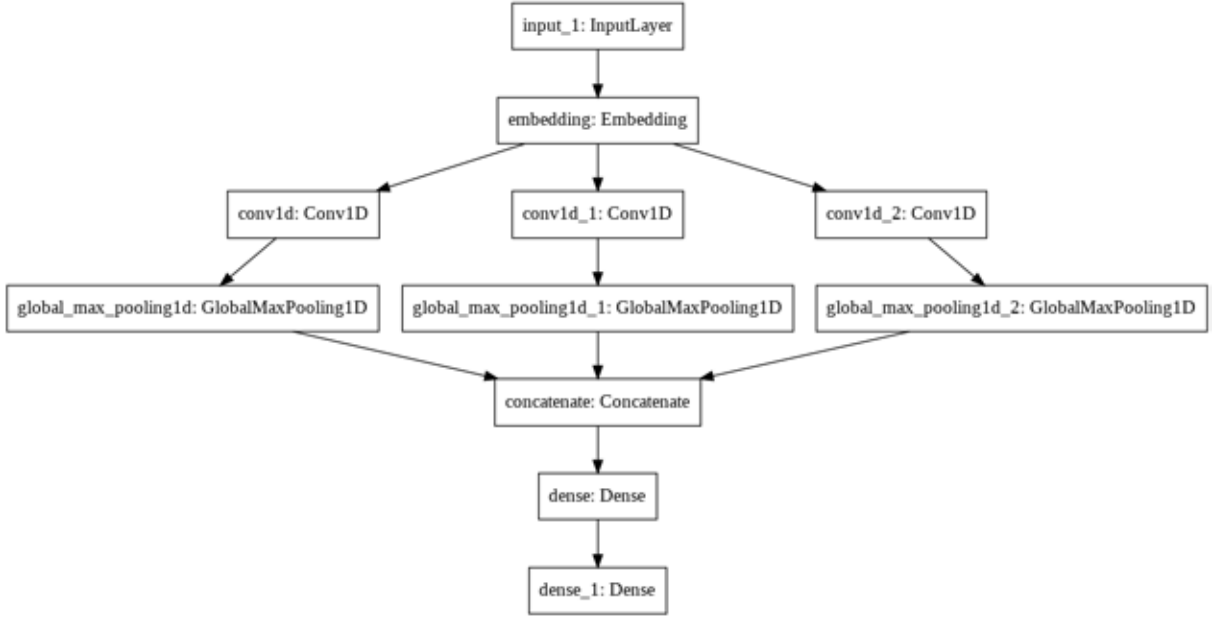 input_1: InputLayer
embedding: Embedding
conv1d: Conv1D
conv1d_1: Conv1D
conv1d_2: Conv1D
global_max_pooling1d: GlobalMaxPooling1D
global_max_pooling1d_1: GlobalMaxPooling1D
global_max_pooling1d_2: GlobalMaxPooling1D
concatenate: Concatenate
dense: Dense
dense_1: Dense